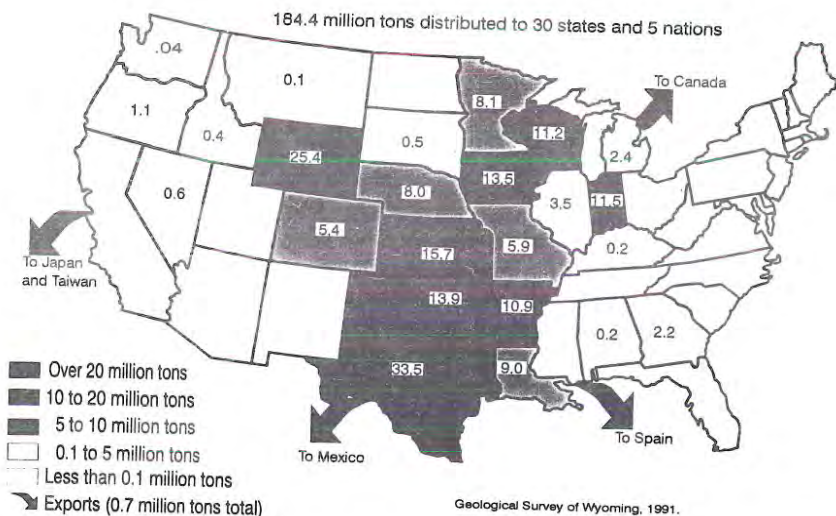 184.4 million tons distributed to 30 states and 5 nations
.04
0.1
8.1
To Canada
1.1
0.4
0.5
11.2
25.4
2.4
0.6
8.0
13.5
3.5
11.5
5.4
15.7
5.9
0.2
To Japan
and Taiwan
13.9
10.9
0.2
2.2
33.5
9.0
Over 20 million tons
10 to 20 million tons
5 to 10 million tons
0.1 to 5 million tons
Less than 0.1 million tons
Exports (0.7 million tons total)
To Mexico
To Spain
Geological Survey of Wyoming, 1991.